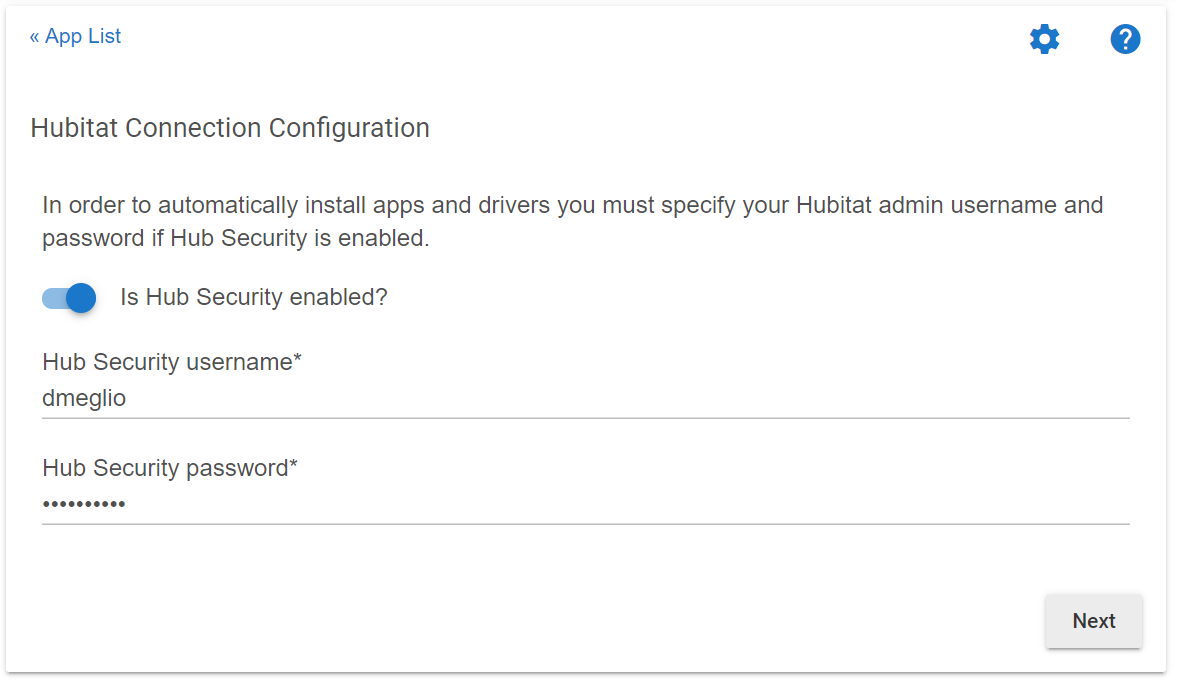 « App List
?
Hubitat Connection Configuration
In order to automatically install apps and drivers you must specify your Hubitat admin username and
password if Hub Security is enabled.
Is Hub Security enabled?
Hub Security username*
dmeglio
Hub Security password*
••••••••••
Next